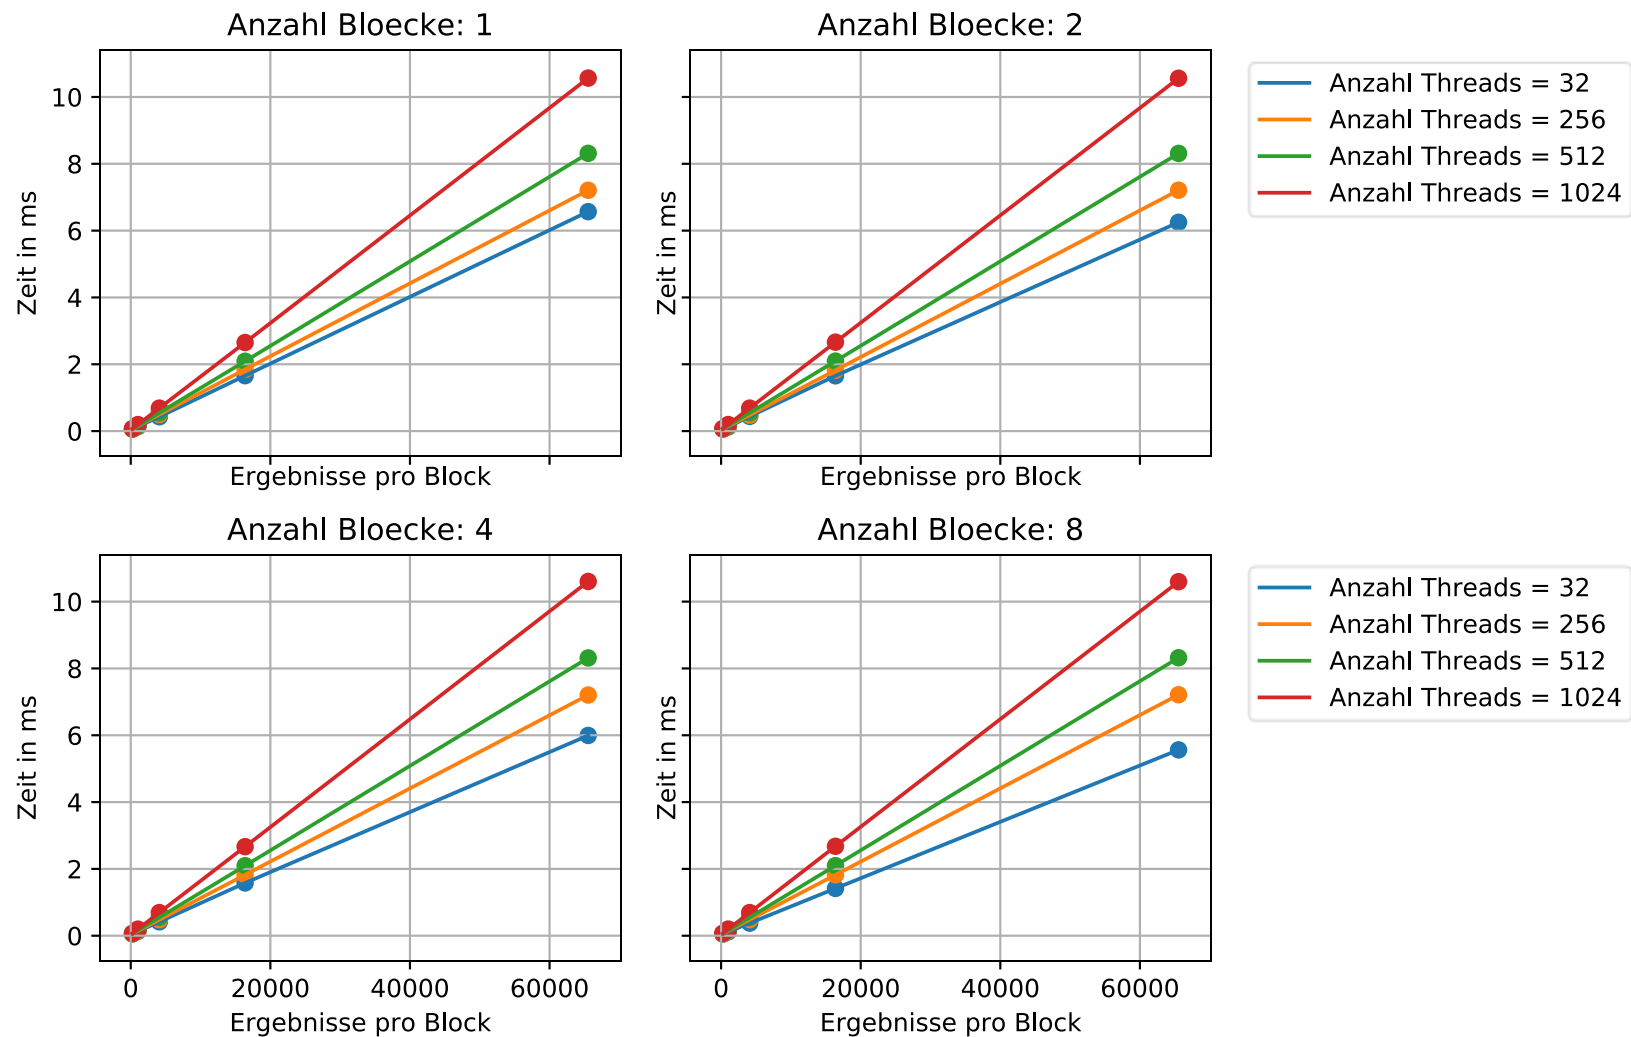 Anzahl Bloecke: 1
Anzahl Bloecke: 2
10
8
6
4
2
0
Zeit in ms
Ergebnisse pro Block
Zeit in ms
Ergebnisse pro Block
Anzahl Threads = 32
Anzahl Threads = 256
Anzahl Threads = 512
Anzahl Threads = 1024
Anzahl Bloecke: 4
Anzahl Bloecke: 8
10
8
6
4
2
0
Zeit in ms
0 20000 40000 60000
Ergebnisse pro Block
Zeit in ms
0 20000 40000 60000
Ergebnisse pro Block
Anzahl Threads = 32
Anzahl Threads = 256
Anzahl Threads = 512
Anzahl Threads = 1024